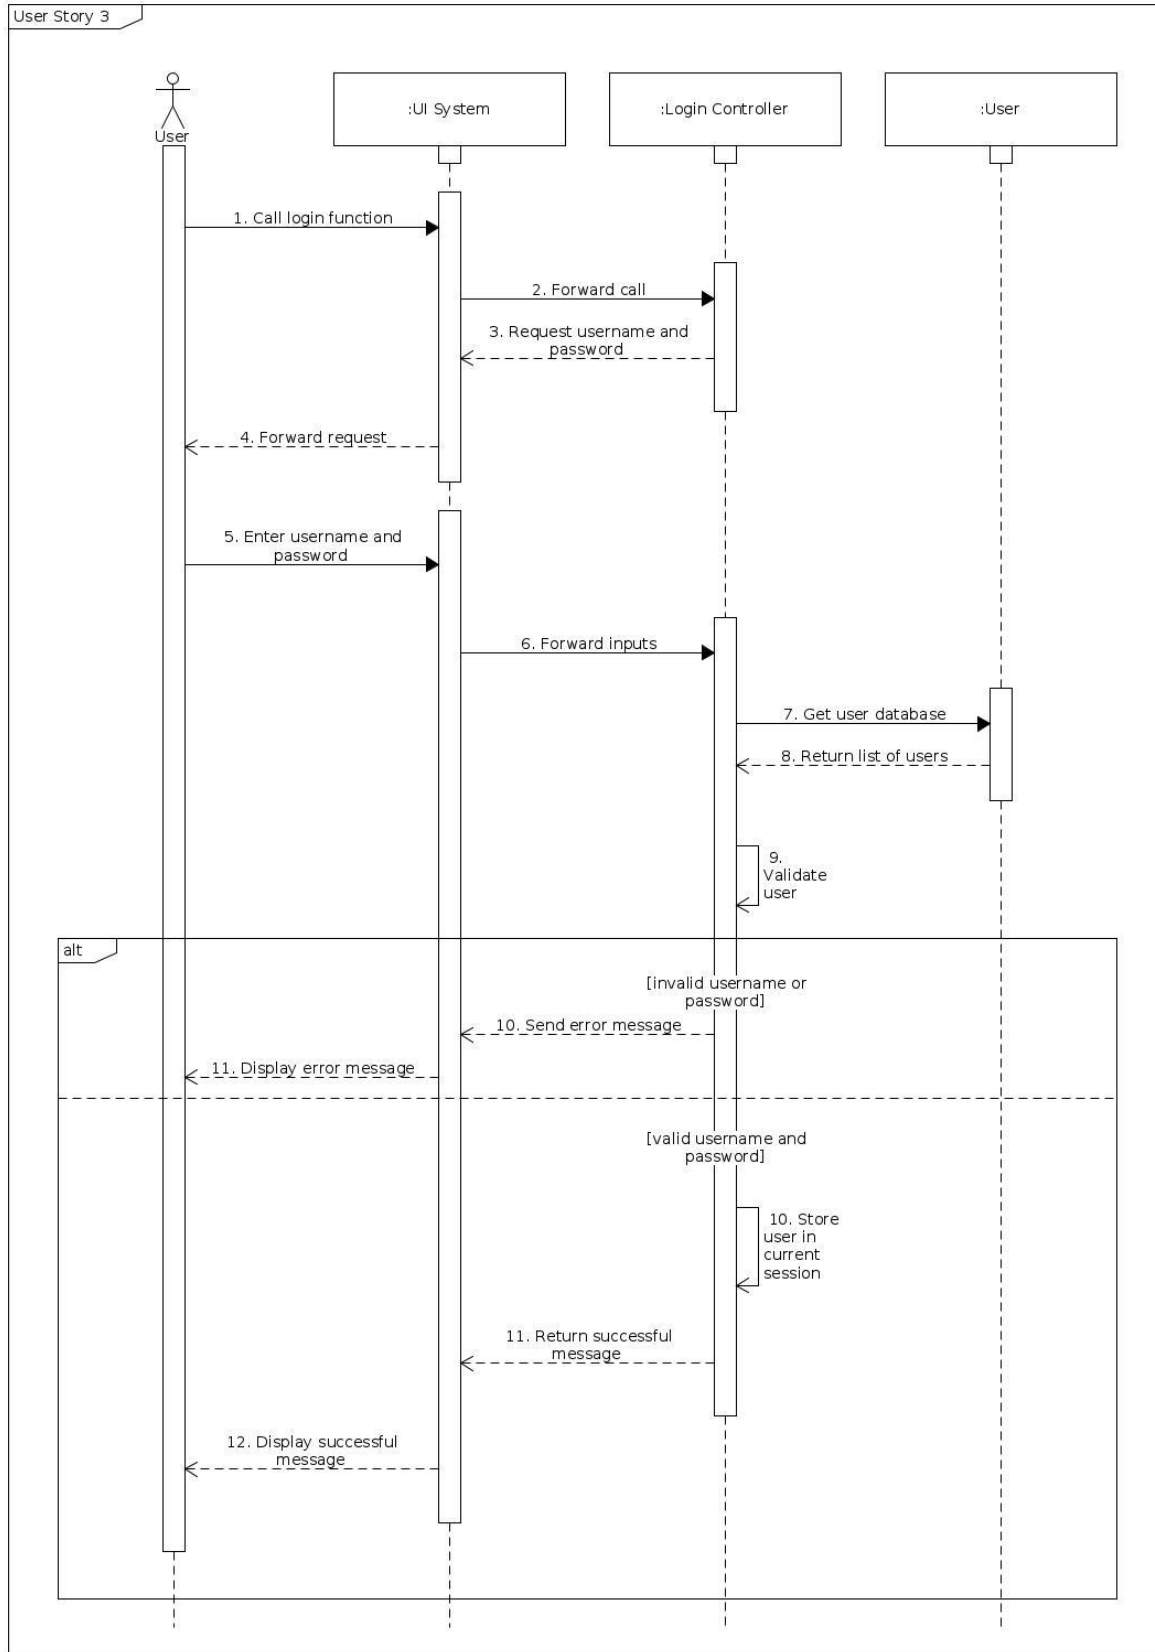 User Story 3
User
:UI System
:Login Controller
:User
1. Call login function
2. Forward call
3. Request username and
password
4. Forward request
5. Enter username and
password
6. Forward inputs
7. Get user database
8. Return list of users
9.
Validate
user
alt
[invalid username or
password]
10. Send error message
11. Display error message
[valid username and
password]
10. Store
user in
current
session
11. Return successful
message
12. Display successful
message